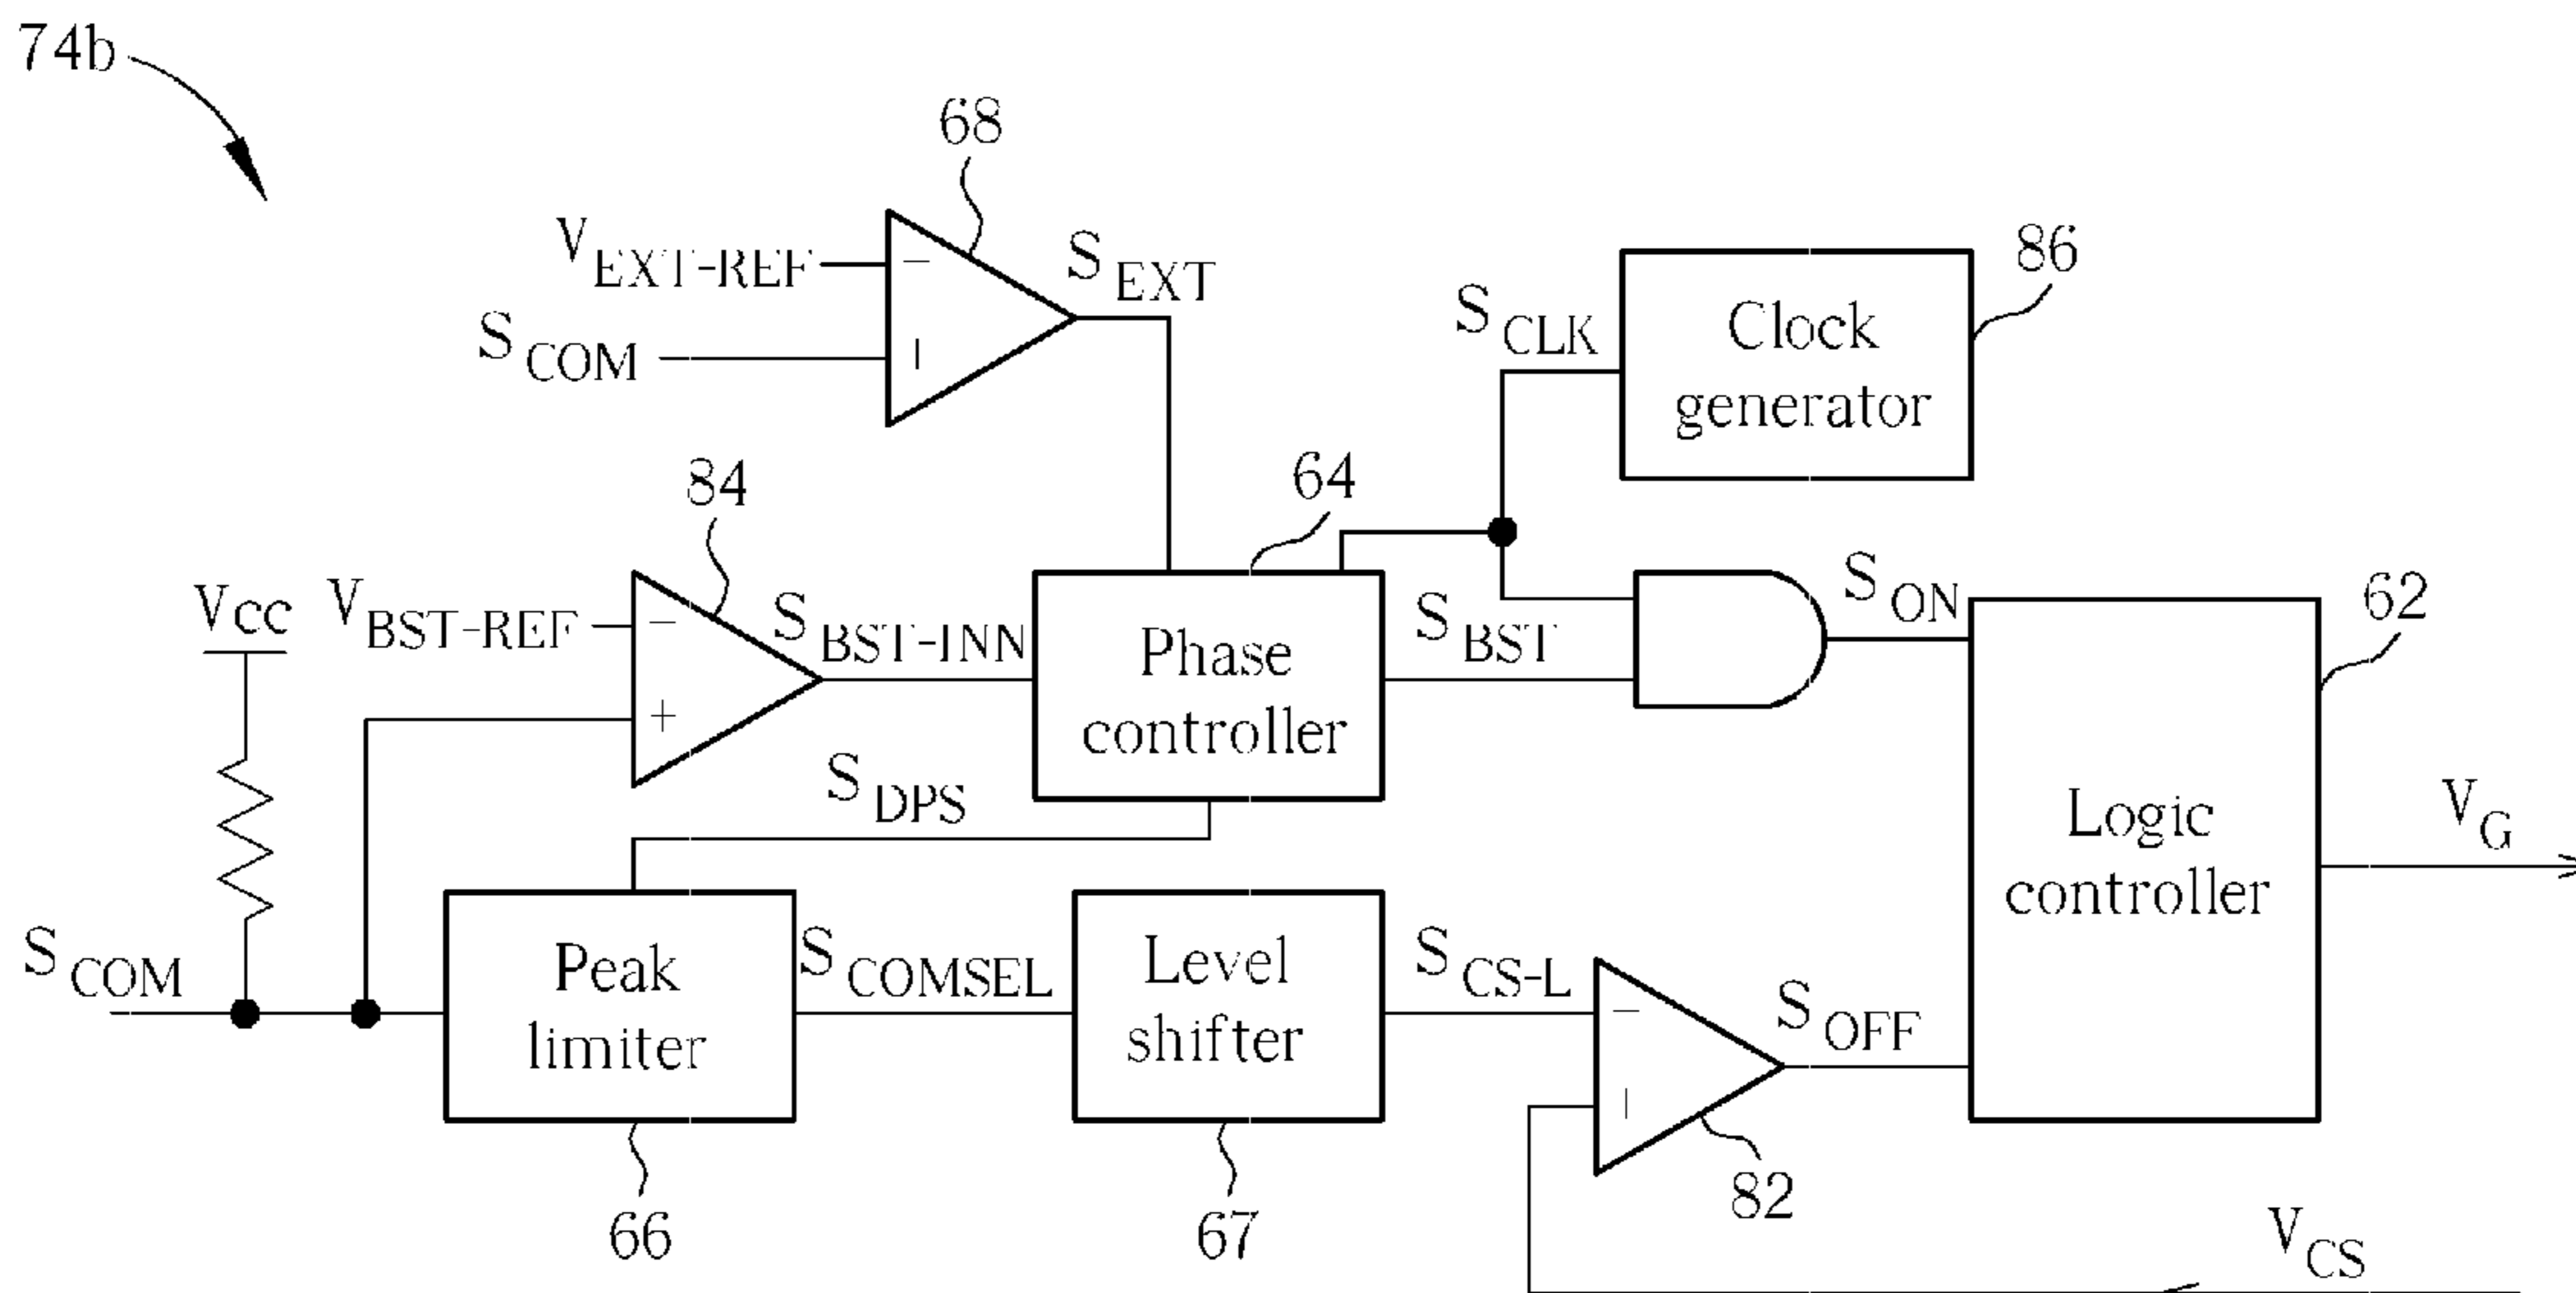 74b
68
V EXT-REF
S EXT
S COM
−
+
S CLK
Clock
generator
86
84
64
Vcc
V BST-REF
S BST-INN
−
+
Phase
controller
S BST
S ON
62
S DPS
Logic
controller
V G
S COM
Peak
limiter
S COMSEL
Level
shifter
S CS-L
−
+
S OFF
82
66
67
V CS